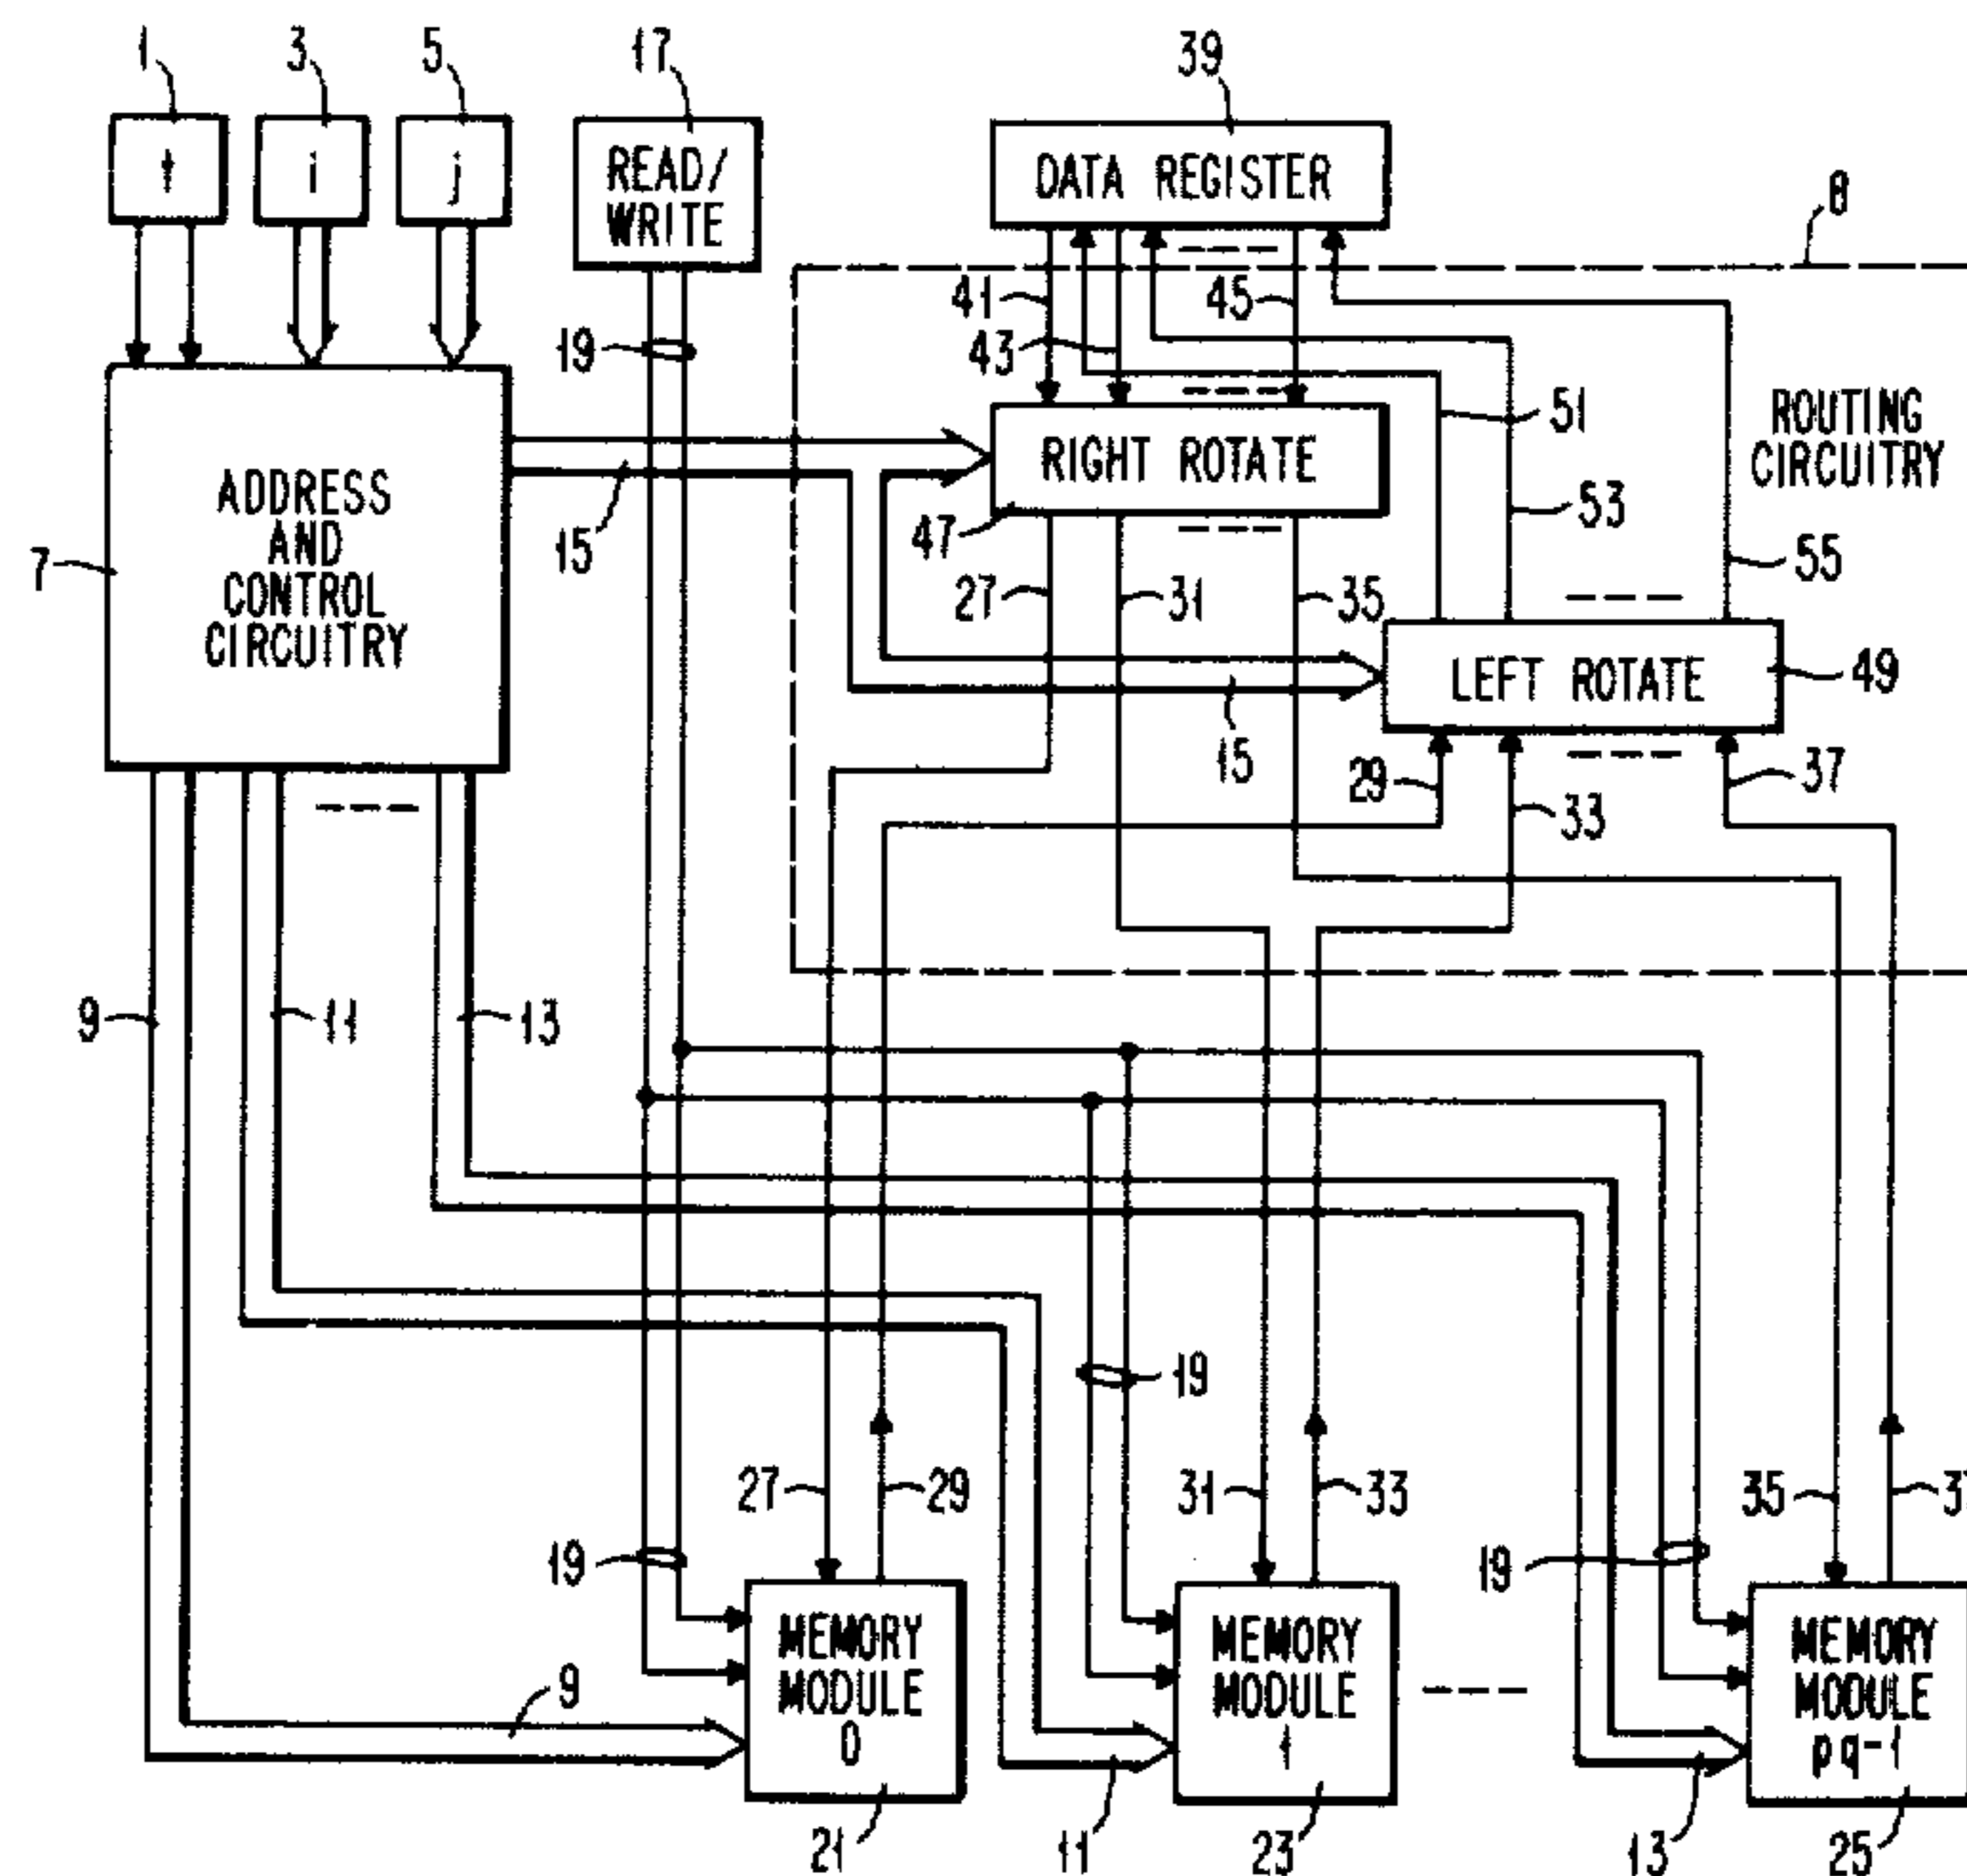 1 3 5 17 39
t i j READ/
WRITE
DATA REGISTER
8
19 41 43 45
ADDRESS
AND
CONTROL
CIRCUITRY
7
15
RIGHT ROTATE
47
51
ROUTING
CIRCUITRY
53
55
27 31 35
LEFT ROTATE
49
15
29 33 37
9 11 13
19
27 29 31 33 35 37
19 19
MEMORY
MODULE
0
MEMORY
MODULE
1
MEMORY
MODULE
pq-1
9
21 11 23 13 25